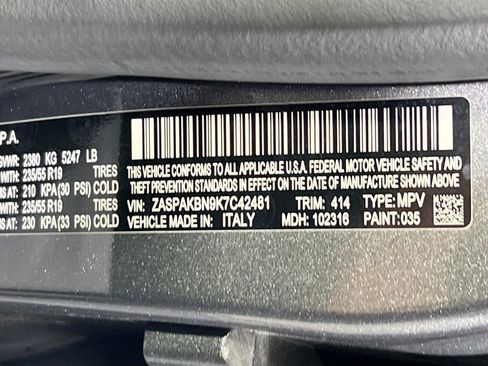 P.A.
GVWR: 2380 KG 5247 LB
WITH: 235/55 R19 TIRES
AS AT: 210 KPA(30 PSI) COLD
WITH: 235/55 R19 TIRES
AS AT: 230 KPA(33 PSI) COLD
THIS VEHICLE CONFORMS TO ALL APPLICABLE U.S.A. FEDERAL MOTOR VEHICLE SAFETY AND
THEFT PREVENTION STANDARDS IN EFFECT ON THE DATE OF MANUFACTURE SHOWN ABOVE.
VIN: ZASPAKBN9K7C42481 TRIM: 414 TYPE: MPV
VEHICLE MADE IN: ITALY MDH: 102316 PAINT: 035